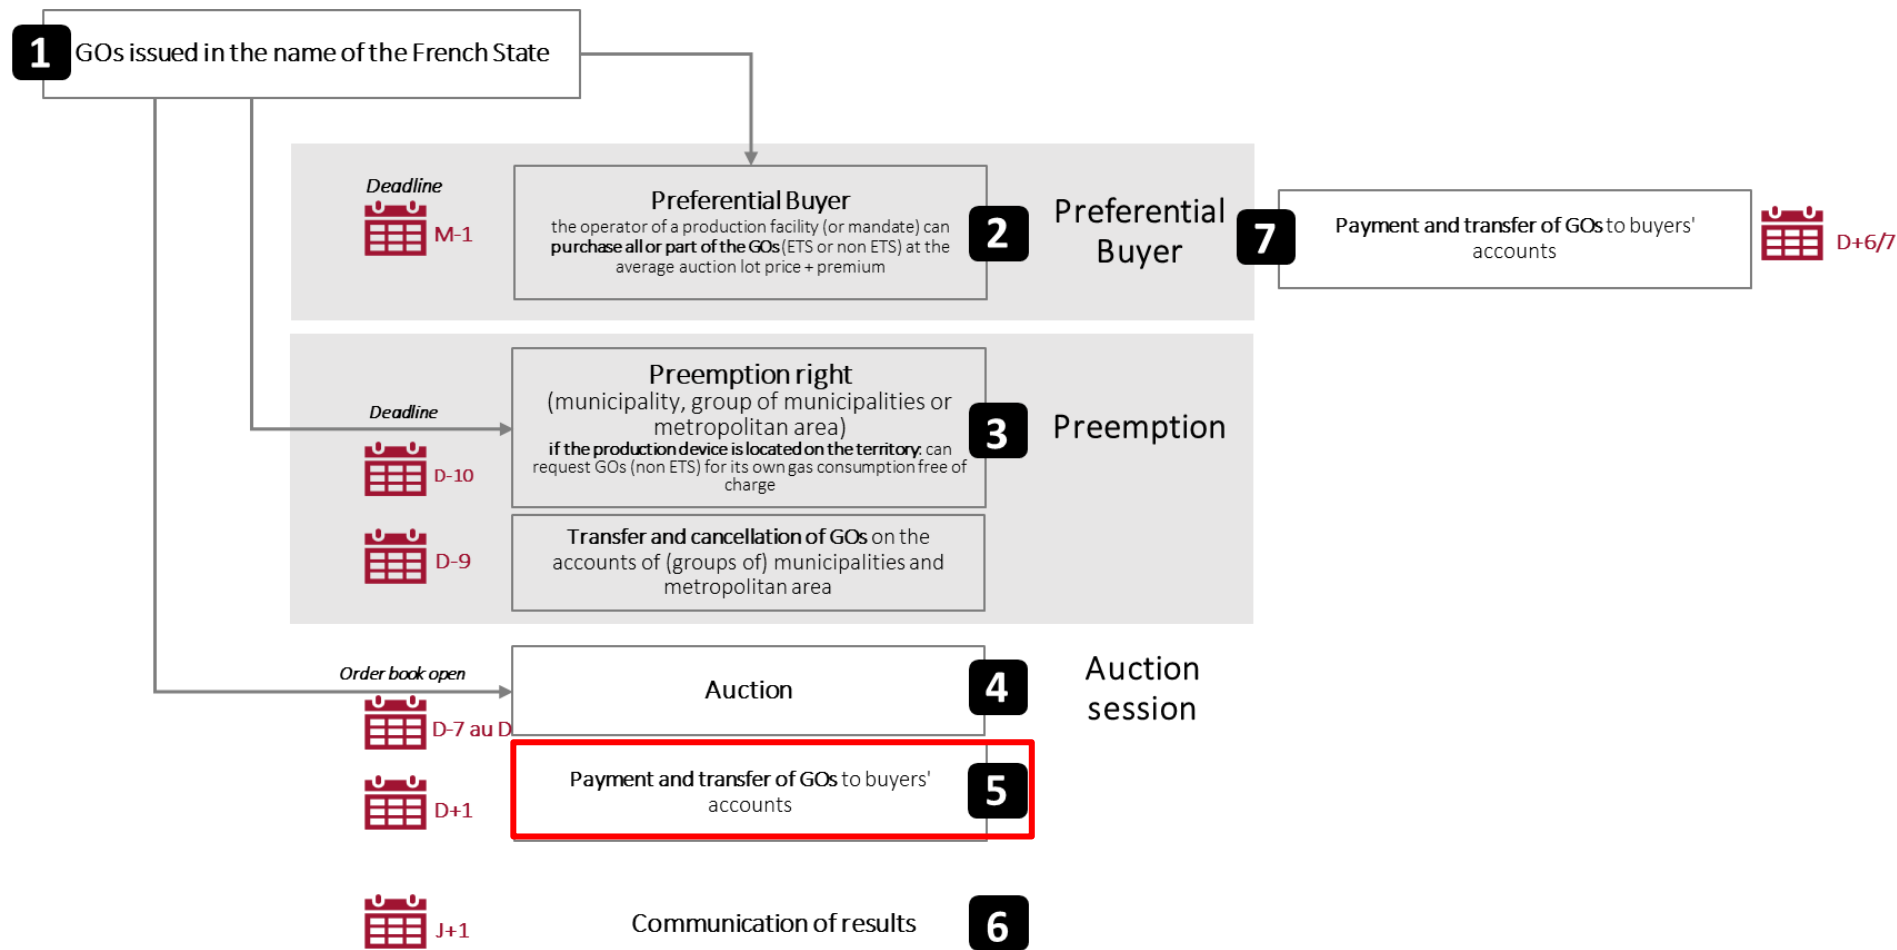 1
GOs issued in the name of the French State
Deadline
M-1
Preferential Buyer
the operator of a production facility (or mandate) can
purchase all or part of the GOs (ETS or non ETS) at the
average auction lot price + premium
2
Preferential
Buyer
7
Payment and transfer of GOs to buyers'
accounts
D+6/7
Deadline
D-10
Preemption right
(municipality, group of municipalities or
metropolitan area)
if the production device is located on the territory: can
request GOs (non ETS) for its own gas consumption free of
charge
3
Preemption
D-9
Transfer and cancellation of GOs on the
accounts of (groups of) municipalities and
metropolitan area
Order book open
D-7 au D
Auction
4
Auction
session
D+1
Payment and transfer of GOs to buyers'
accounts
5
J+1
Communication of results
6